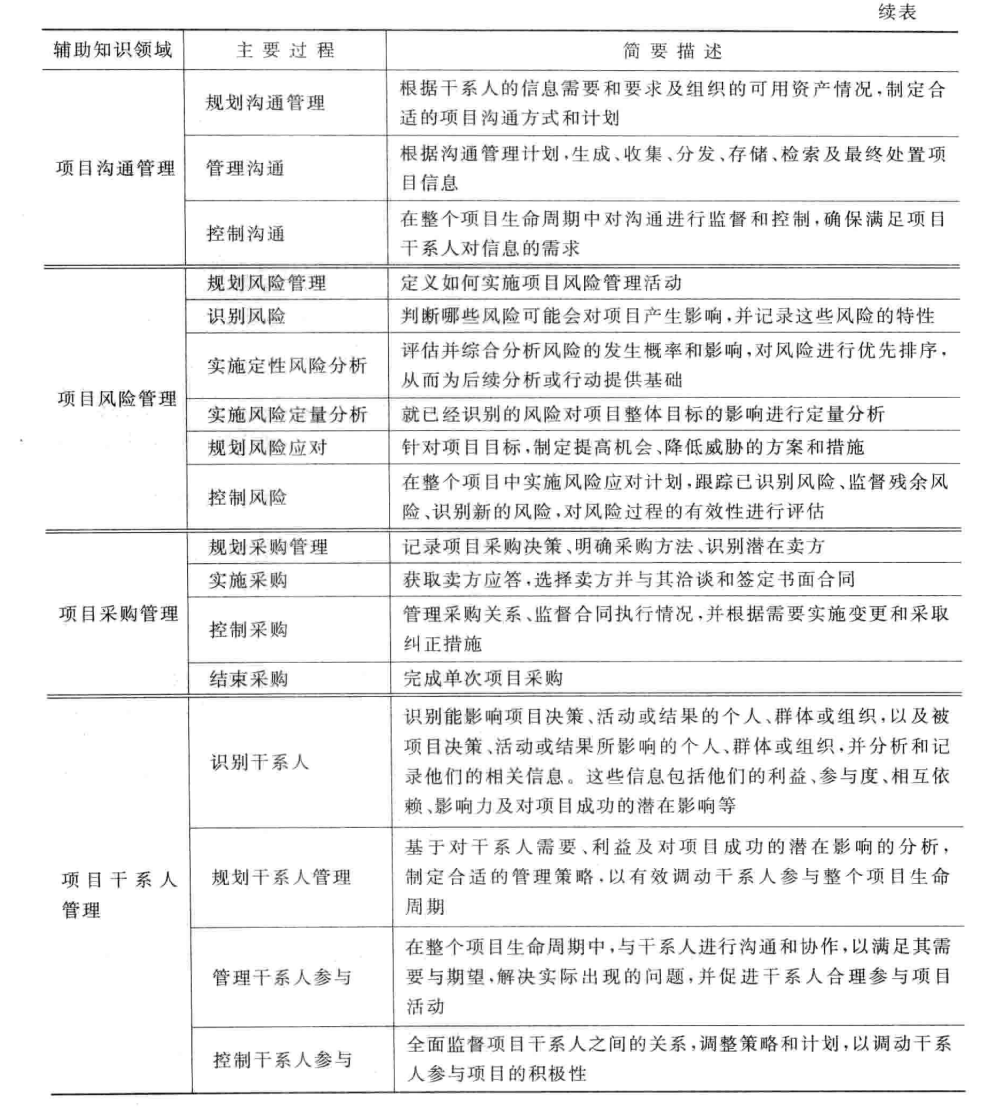 续表
辅助知识领域 主要过程 简要描述
项目沟通管理
规划沟通管理
根据干系人的信息需要和要求及组织的可用资产情况,制定合
适的项目沟通方式和计划
管理沟通
根据沟通管理计划,生成、收集、分发、存储、检索及最终处置项
目信息
控制沟通
在整个项目生命周期中对沟通进行监督和控制,确保满足项目
干系人对信息的需求
项目风险管理
规划风险管理 定义如何实施项目风险管理活动
识别风险 判断哪些风险可能会对项目产生影响,并记录这些风险的特性
实施定性风险分析
评估并综合分析风险的发生概率和影响,对风险进行优先排序,
从而为后续分析或行动提供基础
实施风险定量分析 就已经识别的风险对项目整体目标的影响进行定量分析
规划风险应对 针对项目目标,制定提高机会、降低威胁的方案和措施
控制风险
在整个项目中实施风险应对计划,跟踪已识别风险、监督残余风
险、识别新的风险,对风险过程的有效性进行评估
项目采购管理
规划采购管理 记录项目采购决策、明确采购方法、识别潜在卖方
实施采购 获取卖方应答,选择卖方并与其洽谈和签定书面合同
控制采购
管理采购关系、监督合同执行情况,并根据需要实施变更和采取
纠正措施
结束采购 完成单次项目采购
项目干系人
管理
识别干系人
识别能影响项目决策、活动或结果的个人、群体或组织,以及被
项目决策、活动或结果所影响的个人、群体或组织,并分析和记
录他们的相关信息。这些信息包括他们的利益、参与度、相互依
赖、影响力及对项目成功的潜在影响等
规划干系人管理
基于对干系人需要、利益及对项目成功的潜在影响的分析,
制定合适的管理策略,以有效调动干系人参与整个项目生命
周期
管理干系人参与
在整个项目生命周期中,与干系人进行沟通和协作,以满足其需
要与期望,解决实际出现的问题,并促进干系人合理参与项目
活动
控制干系人参与
全面监督项目干系人之间的关系,调整策略和计划,以调动干系
人参与项目的积极性